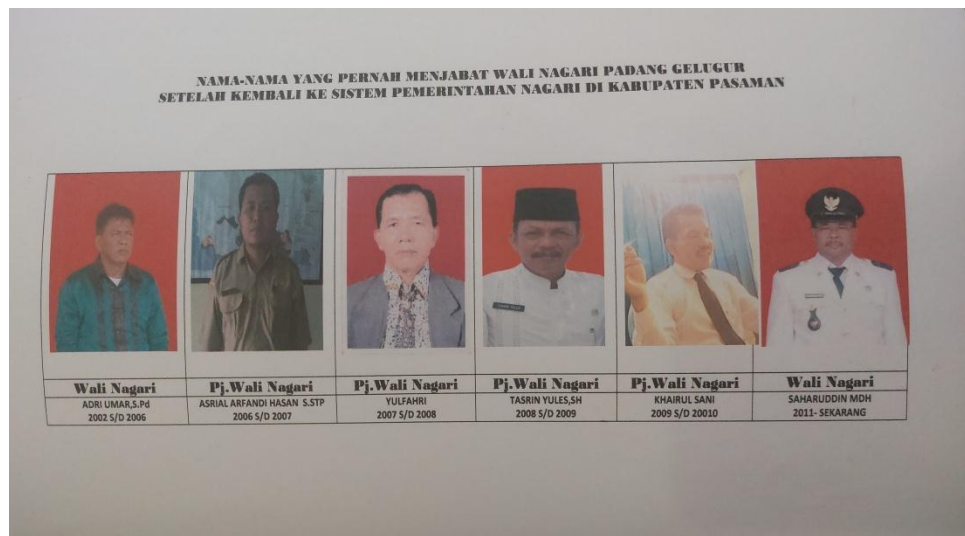 NAMA-NAMA YANG PERNAH MENJABAT WALI NAGARI PADANG GELUGUR
SETELAH KEMBALI KE SISTEM PEMERINTAHAN NAGARI DI KABUPATEN PASAMAN
Wali Nagari
ADRI UMAR,S.Pd
2002 S/D 2006
Pj.Wali Nagari
ASRIAL ARFANDI HASAN S.STP
2006 S/D 2007
Pj.Wali Nagari
YULFAHRI
2007 S/D 2008
Pj.Wali Nagari
TASRIN YULES,SH
2008 S/D 2009
Pj.Wali Nagari
KHAIRUL SANI
2009 S/D 20010
Wali Nagari
SAHARUDDIN MDH
2011- SEKARANG